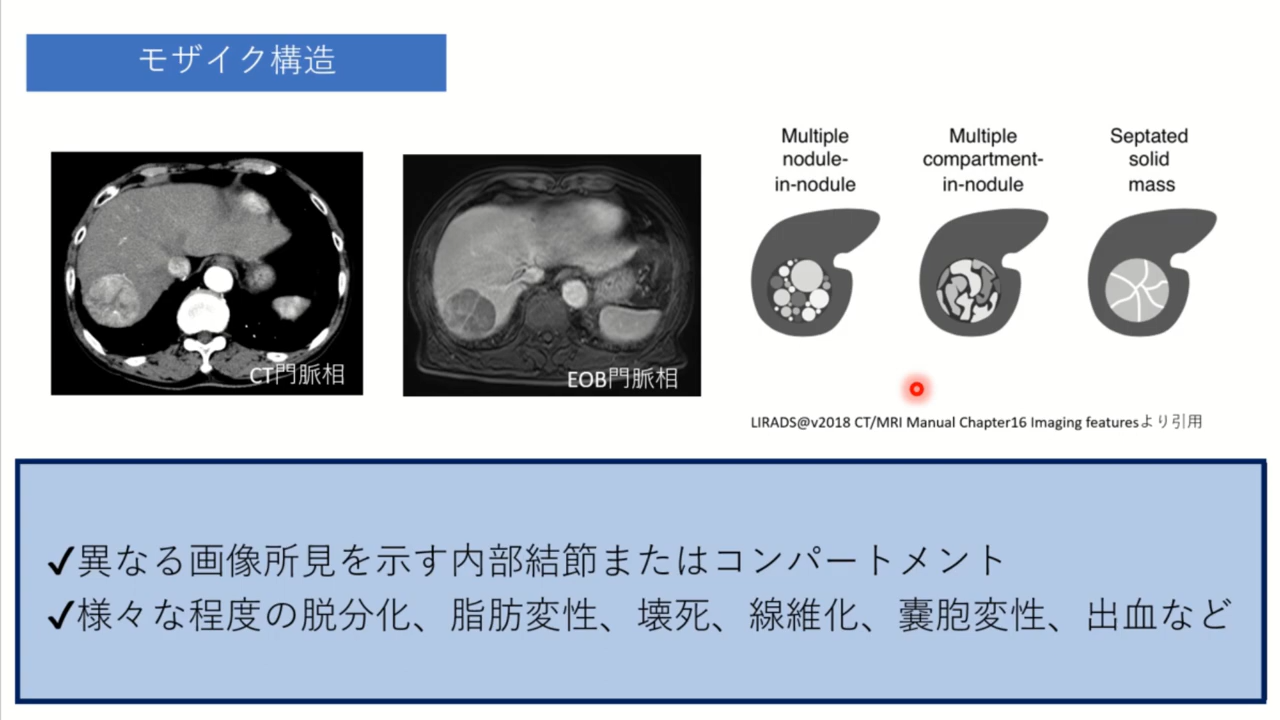 モザイク構造
CT門脈相
EOB門脈相
Multiple
nodule-
in-nodule
Multiple
compartment-
in-nodule
Septated
solid
mass
LIRADS@v2018 CT/MRI Manual Chapter16 Imaging featuresより引用
✔異なる画像所見を示す内部結節またはコンパートメント
✔様々な程度の脱分化、脂肪変性、壊死、線維化、嚢胞変性、出血など